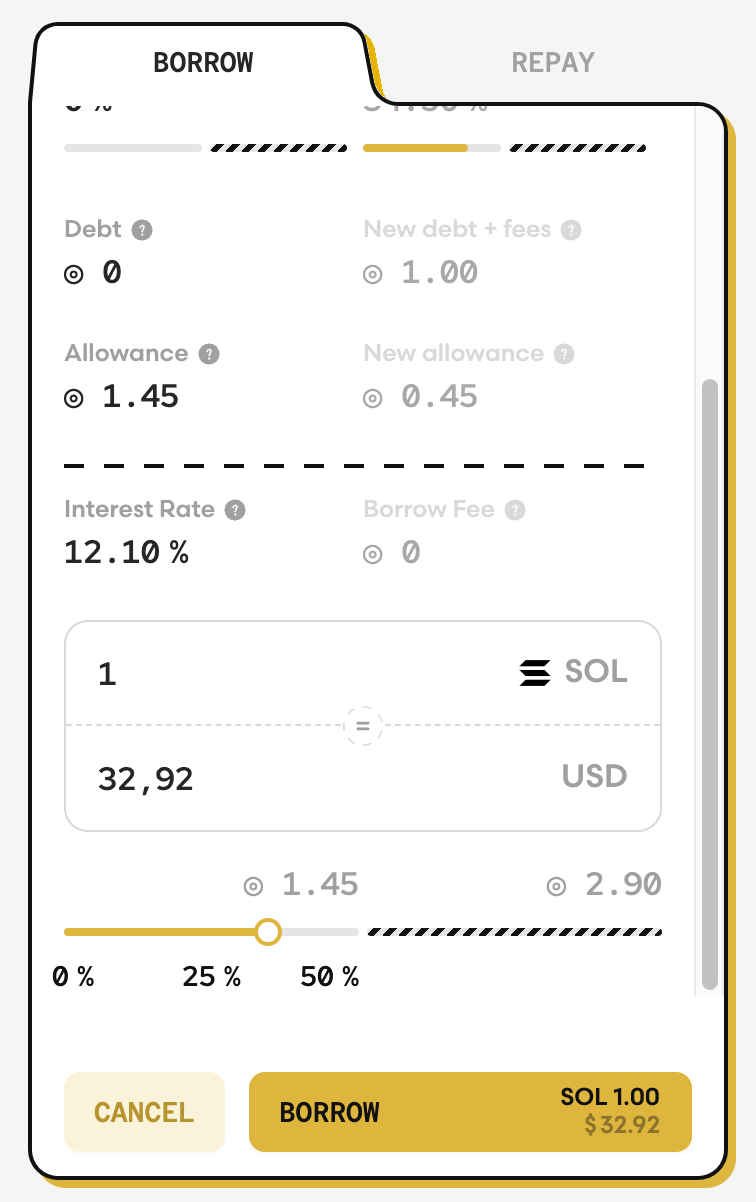 BORROW
REPAY
Debt ?
New debt + fees ?
0
1.00
Allowance ?
New allowance ?
1.45
0.45
Interest Rate ?
Borrow Fee ?
12.10 %
0
1
SOL
=
32,92
USD
1.45
2.90
0 %
25 %
50 %
CANCEL
BORROW
SOL 1.00
$ 32.92